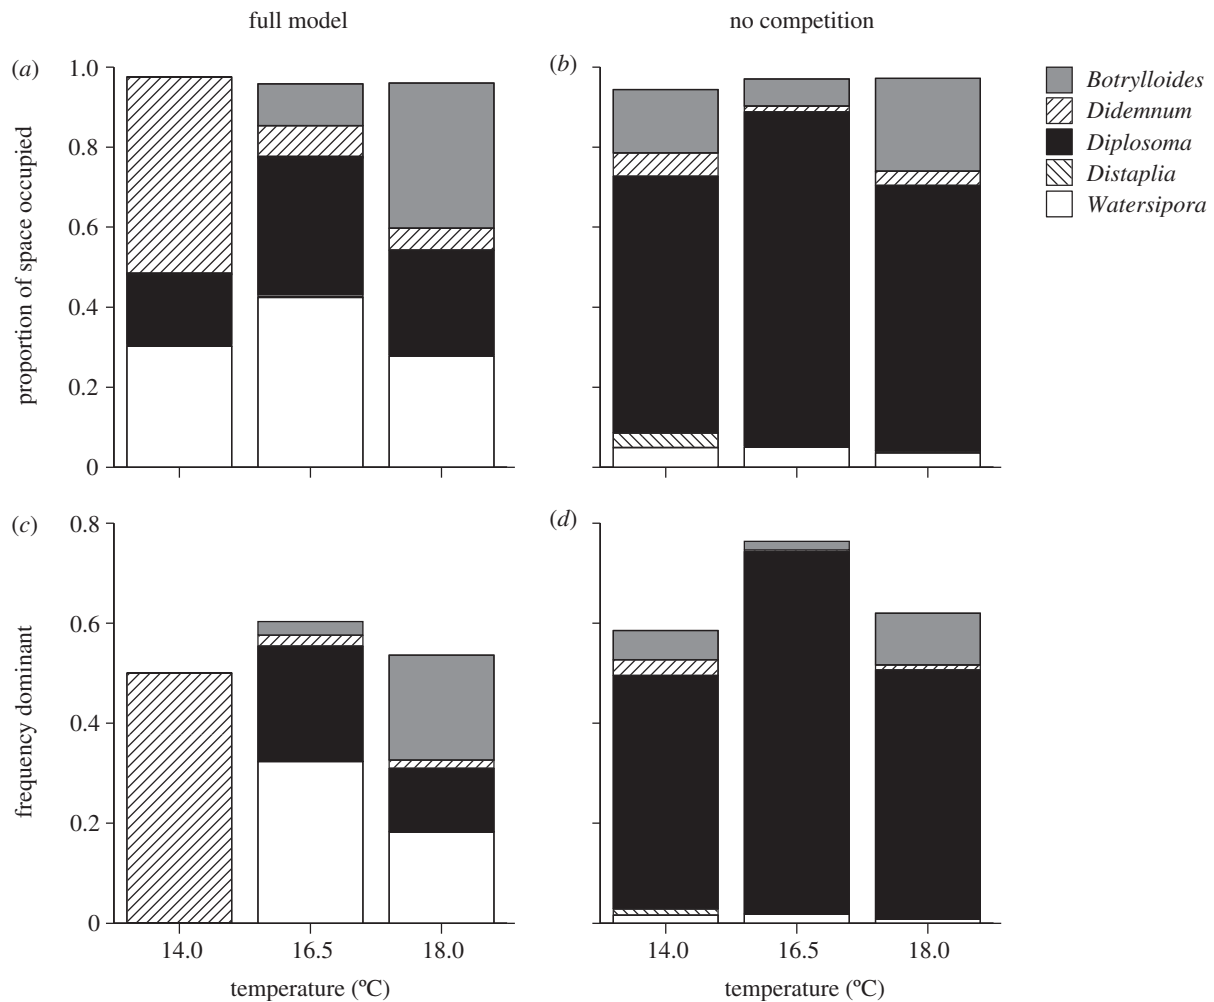 full model
no competition
(a)
(b)
1.0
0.8
0.6
0.4
0.2
0
proportion of space occupied
Botrylloides
Didemnum
Diplosoma
Distaplia
Watersipora
(c)
(d)
0.8
0.6
0.4
0.2
0
frequency dominant
14.0 16.5 18.0
14.0 16.5 18.0
temperature (ºC)
temperature (ºC)